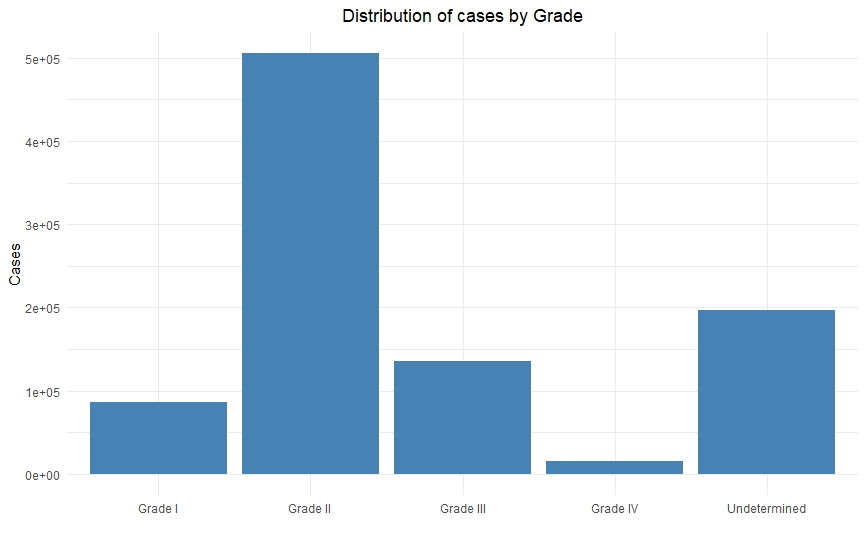 Distribution of cases by Grade
Cases
5e+05
4e+05
3e+05
2e+05
1e+05
0e+00
Grade I
Grade II
Grade III
Grade IV
Undetermined